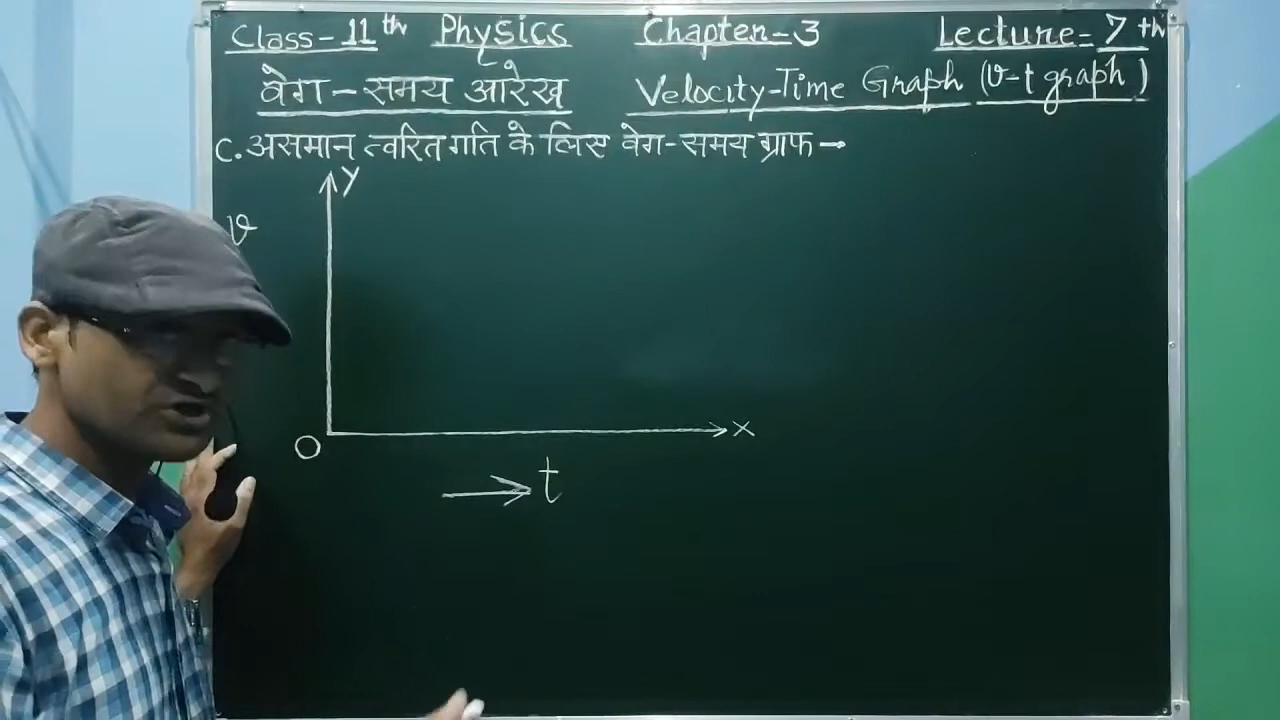 Class-11th Physics Chapter-3 Lecture-7th
वेग-समय आरेख Velocity-Time Graph (v-t graph)
C. असमान त्वरित गति के लिए वेग-समय ग्राफ→
y
v
O
x
→ t